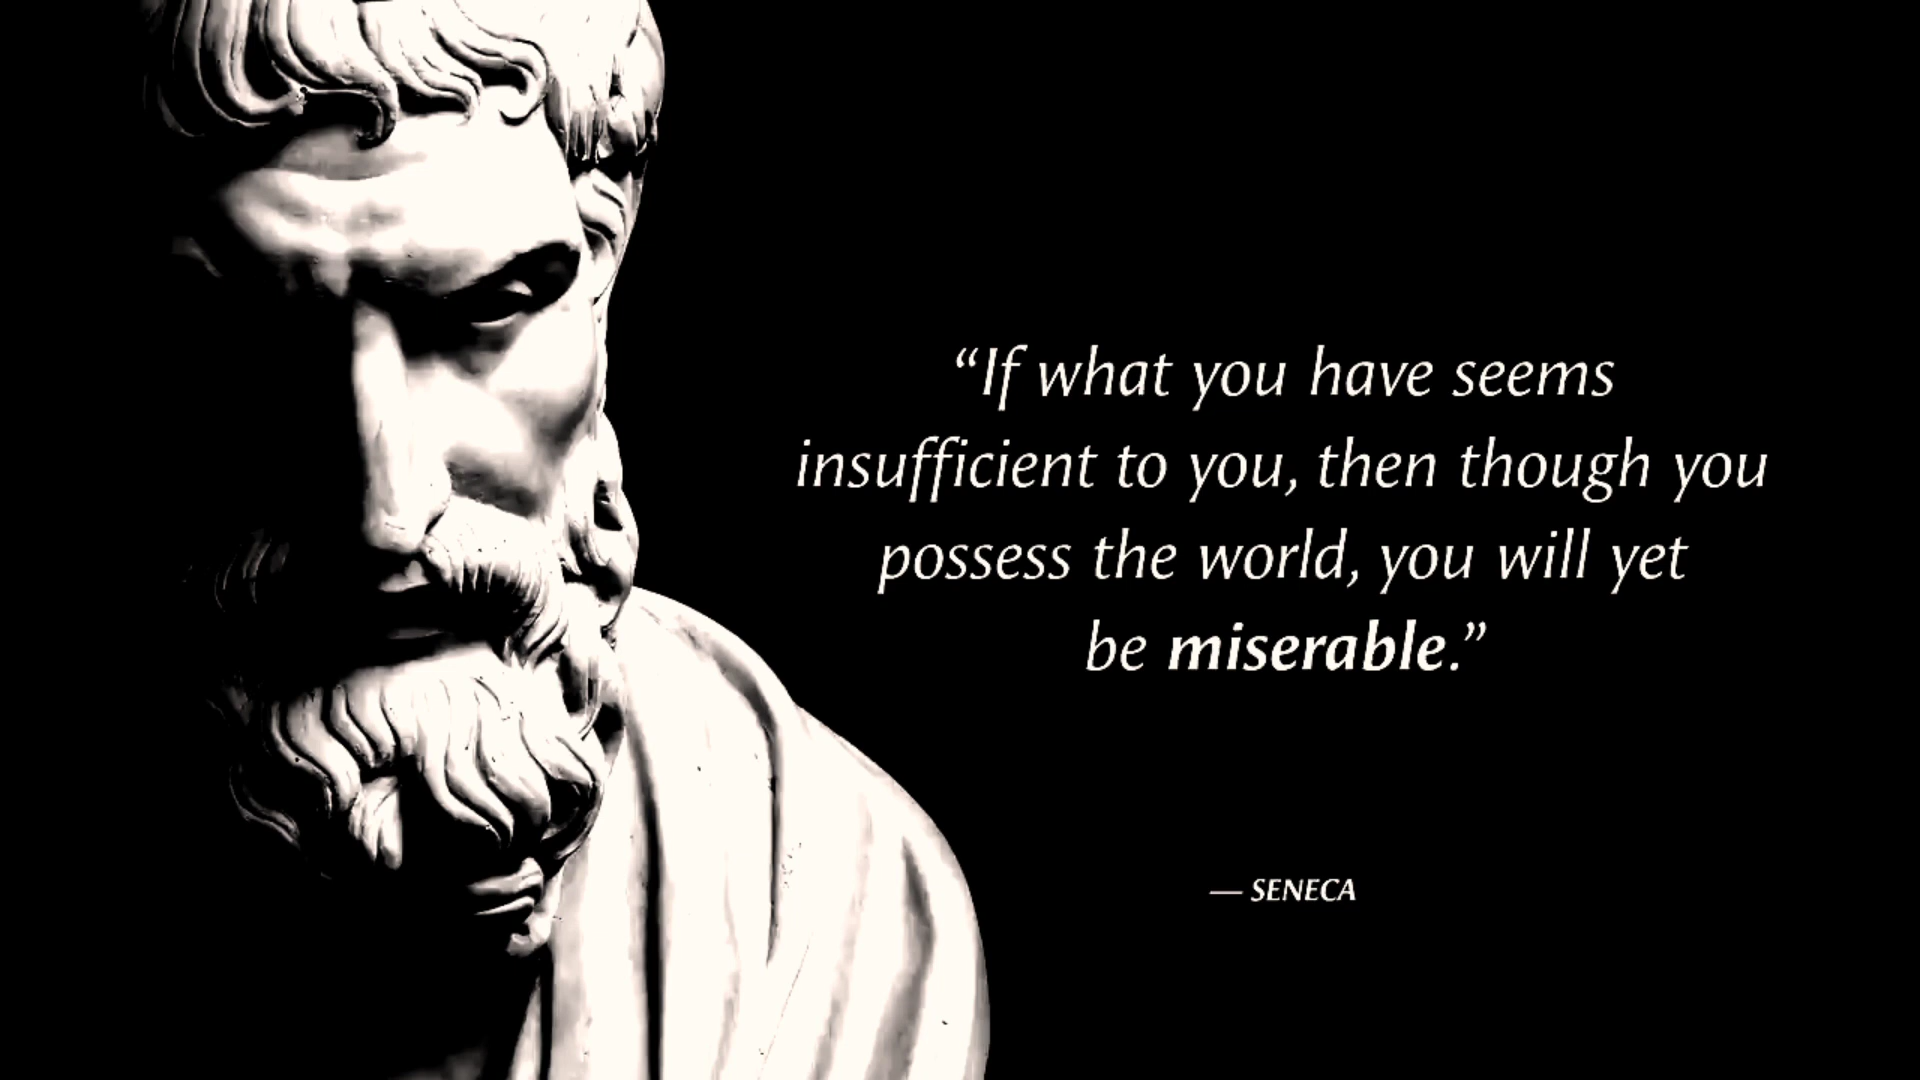 “If what you have seems
insufficient to you, then though you
possess the world, you will yet
be miserable.”
— SENECA